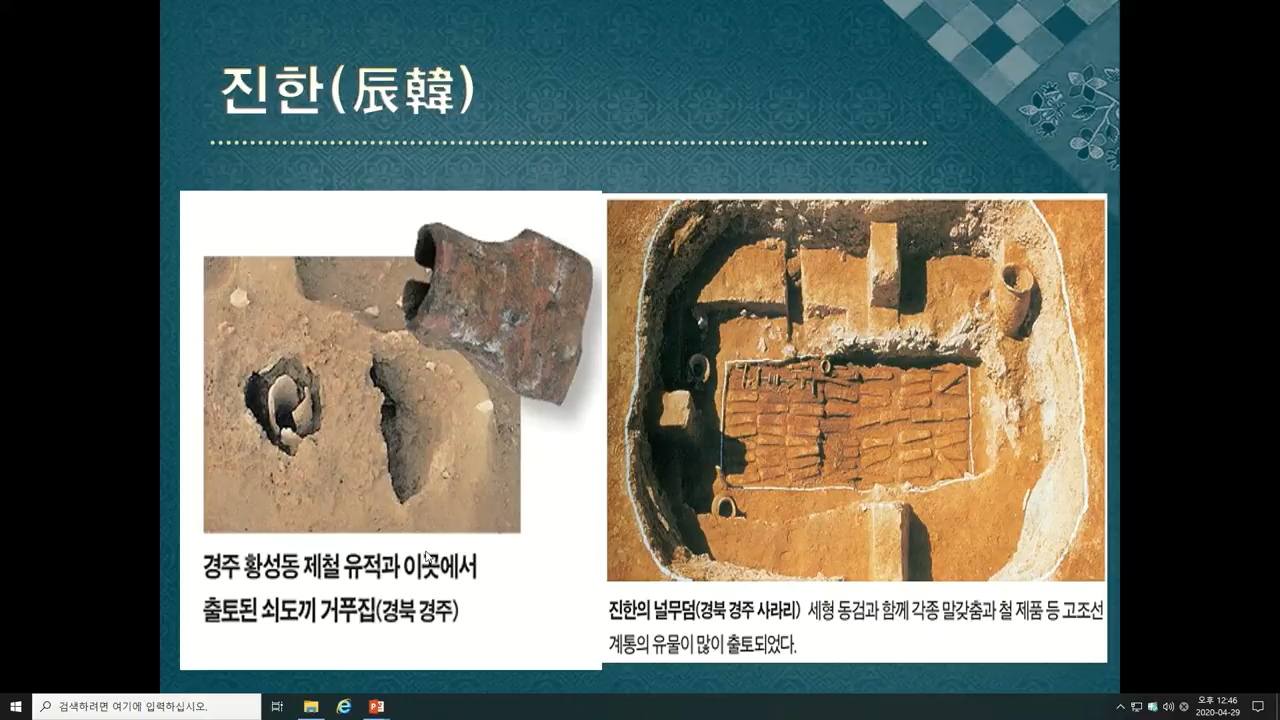 진한(辰韓)
경주 황성동 제철 유적과 이곳에서
출토된 쇠도끼 거푸집(경북 경주)
진한의 널무덤(경북 경주 사라리) 세형 동검과 함께 각종 말갖춤과 철 제품 등 고조선
계통의 유물이 많이 출토되었다.
검색하려면 여기에 입력하십시오.
오후 12:46
2020-04-29